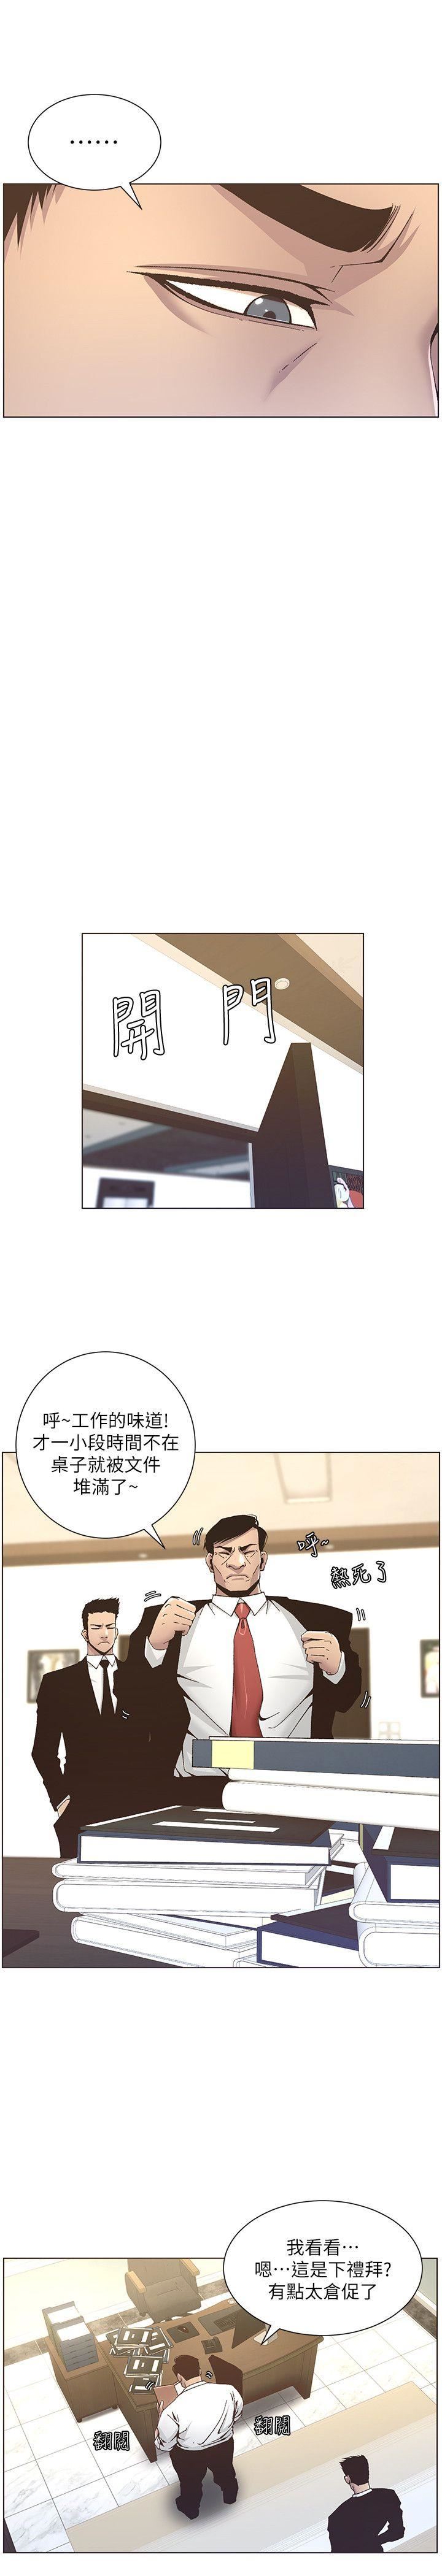 ……
開門
呼~工作的味道!
才一小段時間不在
桌子就被文件
堆滿了~
呼~
熱死了
我看看…
嗯…這是下禮拜?
有點太倉促了
翻閱
翻閱